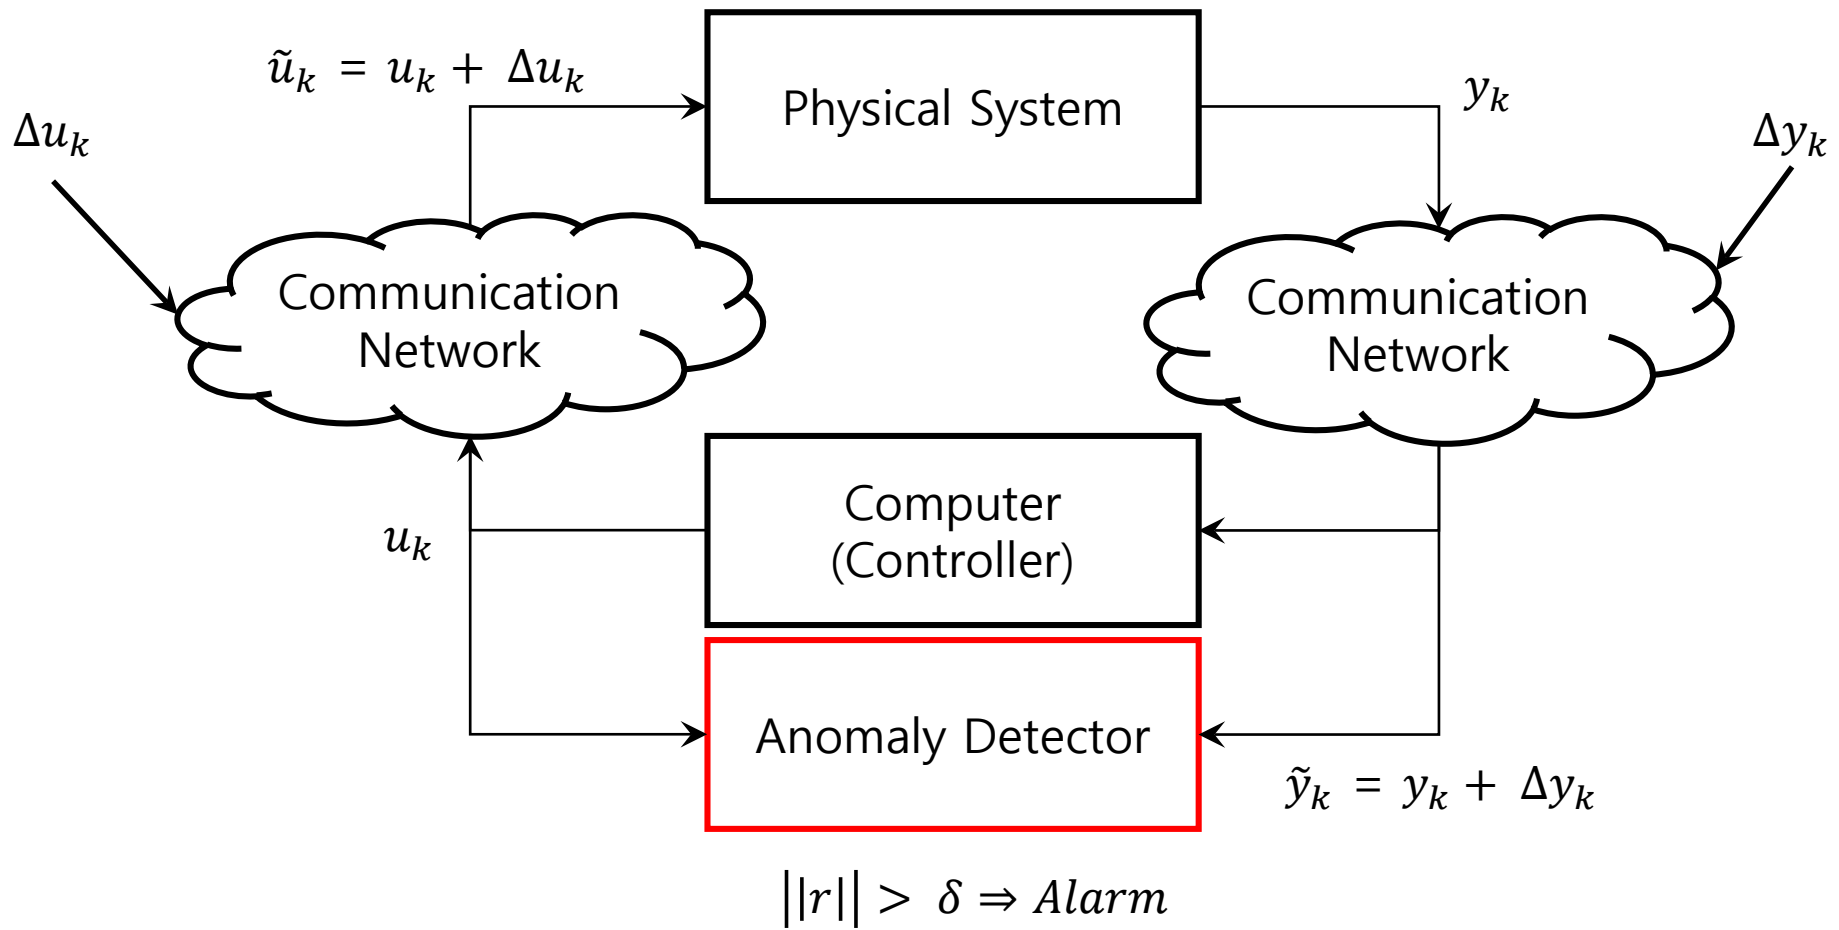 ũ_k = u_k + Δu_k
Physical System
y_k
Δu_k
Δy_k
Communication
Network
Communication
Network
Computer
(Controller)
u_k
Anomaly Detector
ỹ_k = y_k + Δy_k
||r|| > δ ⇒ Alarm